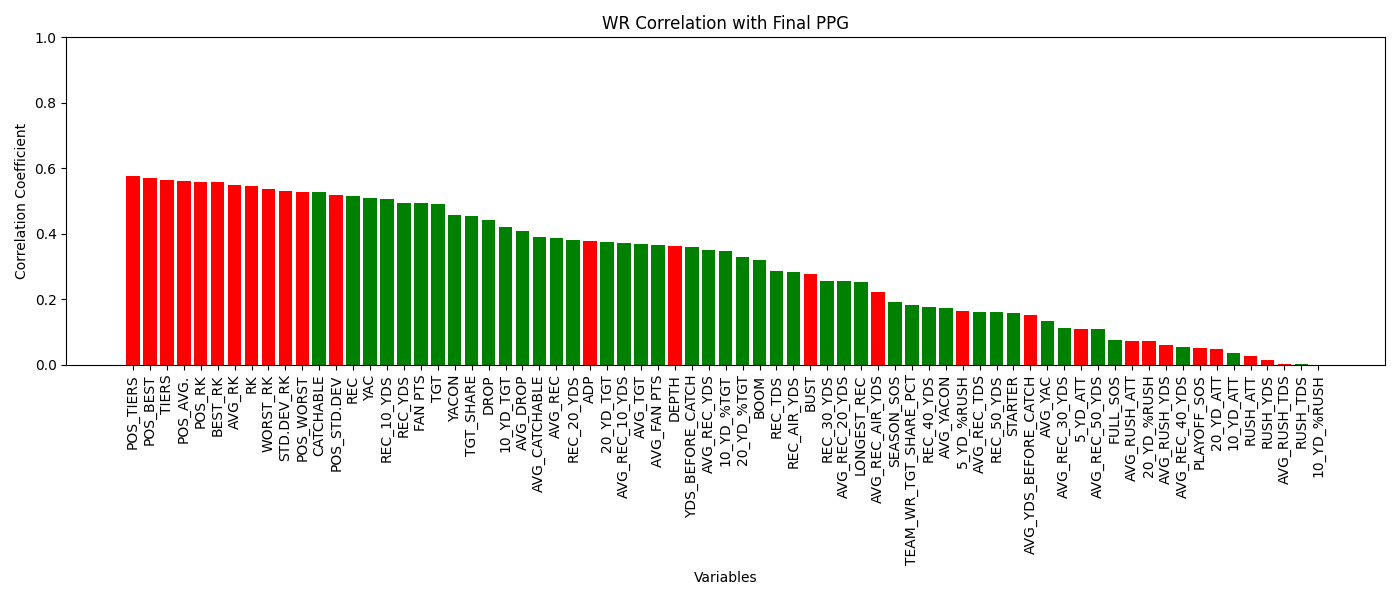 WR Correlation with Final PPG
1.0
0.8
0.6
0.4
0.2
0.0
Correlation Coefficient
POS_TIERS
POS_BEST
TIERS
POS_AVG.
POS_RK
BEST_RK
AVG_RK
RK
WORST_RK
STD.DEV_RK
POS_WORST
CATCHABLE
POS_STD.DEV
REC
YAC
REC_10_YDS
REC_YDS
FAN PTS
TGT
YACON
TGT_SHARE
DROP
10_YD_TGT
AVG_DROP
AVG_CATCHABLE
AVG_REC
REC_20_YDS
ADP
20_YD_TGT
AVG_REC_10_YDS
AVG_TGT
AVG_FAN PTS
DEPTH
YDS_BEFORE_CATCH
AVG_REC_YDS
10_YD_%TGT
20_YD_%TGT
BOOM
REC_TDS
REC_AIR_YDS
BUST
REC_30_YDS
AVG_REC_20_YDS
LONGEST_REC
AVG_REC_AIR_YDS
SEASON_SOS
TEAM_WR_TGT_SHARE_PCT
REC_40_YDS
AVG_YACON
5_YD_%RUSH
AVG_REC_TDS
REC_50_YDS
STARTER
AVG_YDS_BEFORE_CATCH
AVG_YAC
AVG_REC_30_YDS
5_YD_ATT
AVG_REC_50_YDS
FULL_SOS
AVG_RUSH_ATT
20_YD_%RUSH
AVG_RUSH_YDS
AVG_REC_40_YDS
PLAYOFF_SOS
20_YD_ATT
10_YD_ATT
RUSH_ATT
RUSH_YDS
AVG_RUSH_TDS
RUSH_TDS
10_YD_%RUSH
Variables